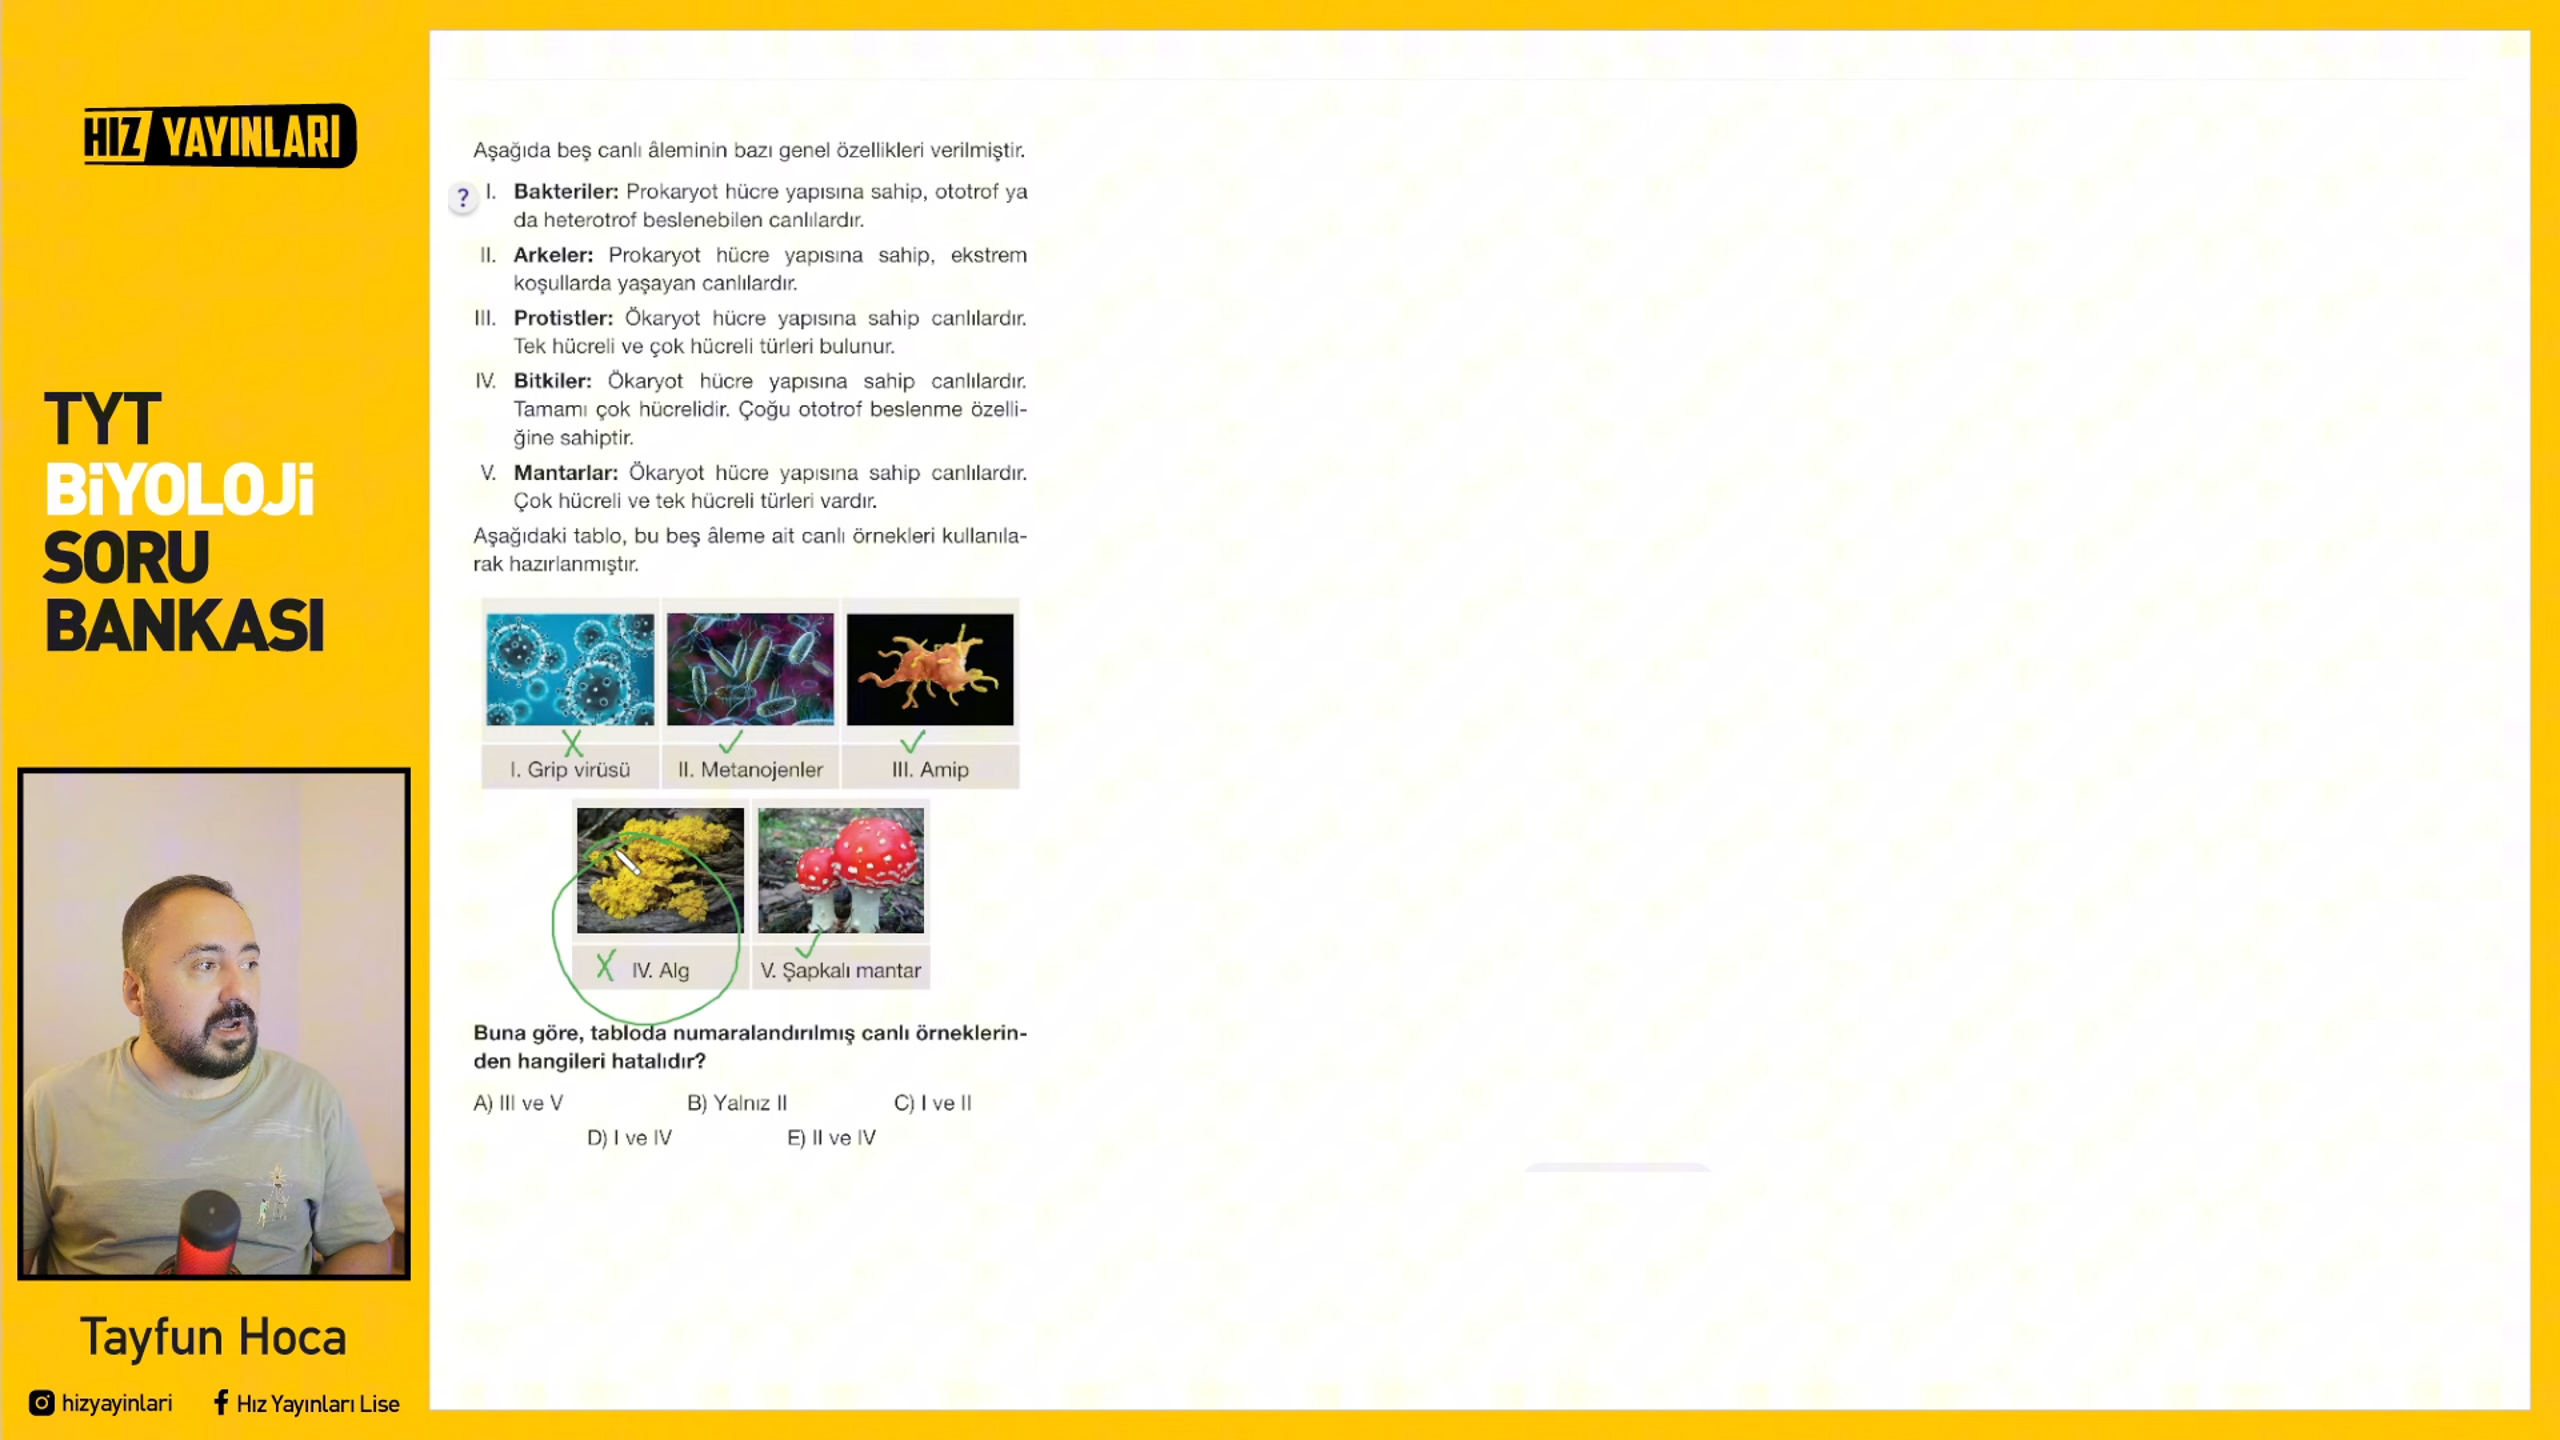 HIZ YAYINLARI
TYT
BİYOLOJİ
SORU
BANKASI
Tayfun Hoca
hizyayinlari
Hız Yayınları Lise
Aşağıda beş canlı âleminin bazı genel özellikleri verilmiştir.
?
I. Bakteriler: Prokaryot hücre yapısına sahip, ototrof ya
da heterotrof beslenebilen canlılardır.
II. Arkeler: Prokaryot hücre yapısına sahip, ekstrem
koşullarda yaşayan canlılardır.
III. Protistler: Ökaryot hücre yapısına sahip canlılardır.
Tek hücreli ve çok hücreli türleri bulunur.
IV. Bitkiler: Ökaryot hücre yapısına sahip canlılardır.
Tamamı çok hücrelidir. Çoğu ototrof beslenme özelli-
ğine sahiptir.
V. Mantarlar: Ökaryot hücre yapısına sahip canlılardır.
Çok hücreli ve tek hücreli türleri vardır.
Aşağıdaki tablo, bu beş âleme ait canlı örnekleri kullanıla-
rak hazırlanmıştır.
I. Grip virüsü
II. Metanojenler
III. Amip
IV. Alg
V. Şapkalı mantar
Buna göre, tabloda numaralandırılmış canlı örneklerin-
den hangileri hatalıdır?
A) III ve V B) Yalnız II C) I ve II
D) I ve IV E) II ve IV